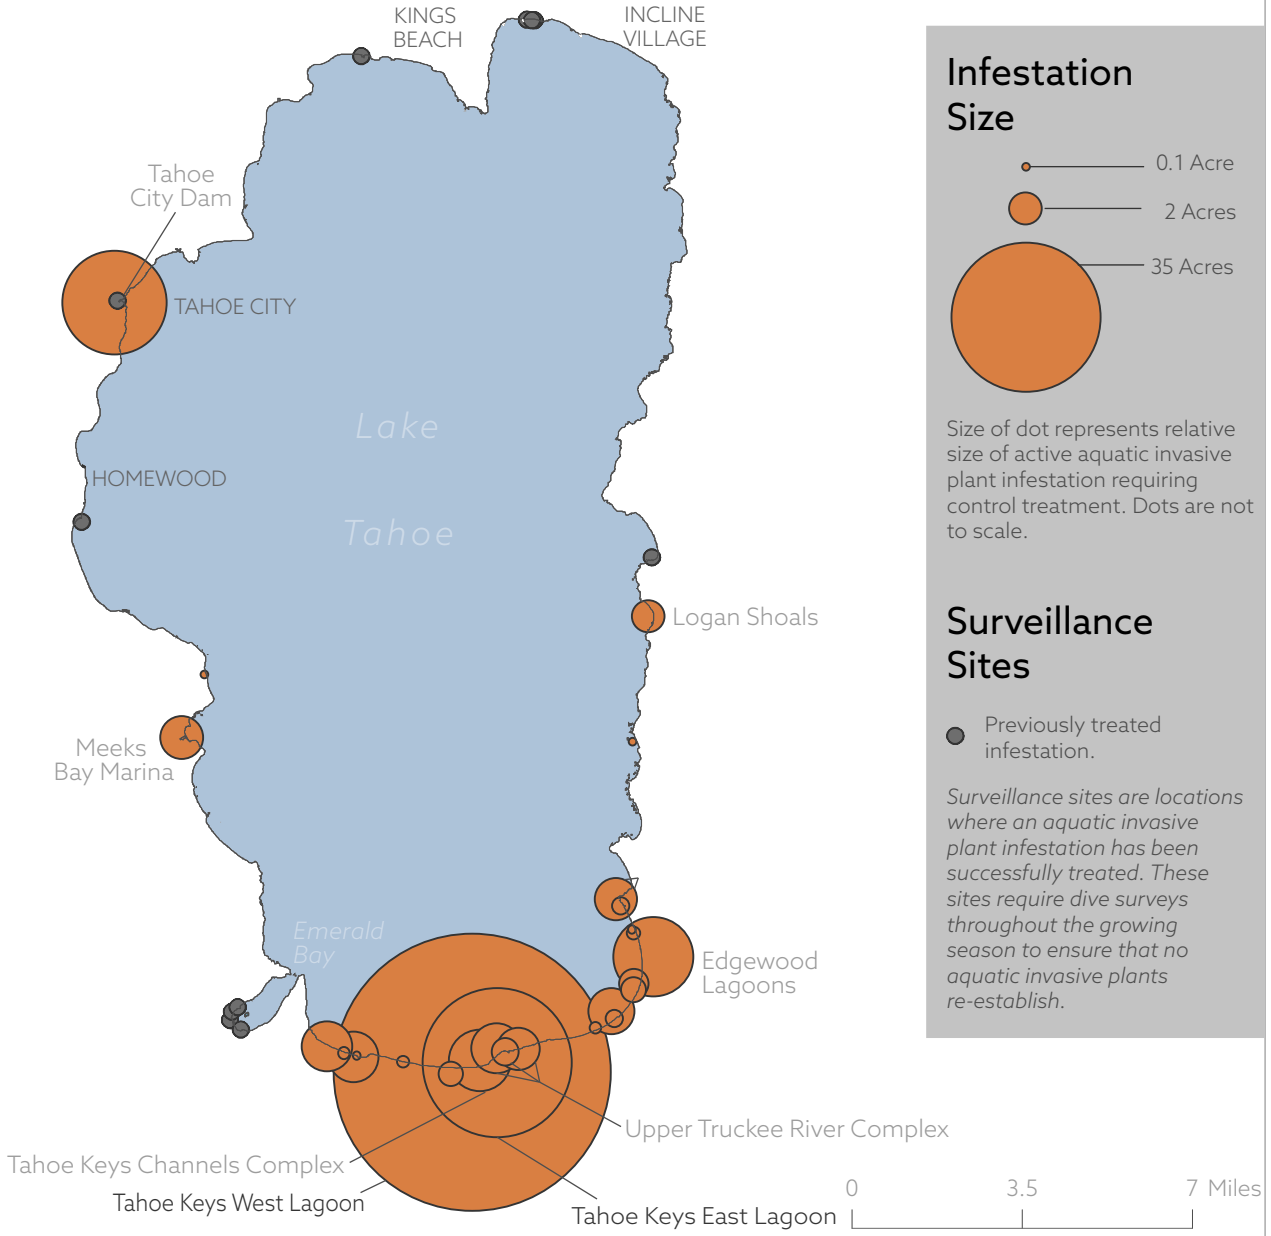 KINGS
BEACH
INCLINE
VILLAGE
Tahoe
City Dam
TAHOE CITY
Lake
Tahoe
HOMEWOOD
Logan Shoals
Meeks
Bay Marina
Emerald
Bay
Edgewood
Lagoons
Upper Truckee River Complex
Tahoe Keys Channels Complex
Tahoe Keys West Lagoon
Tahoe Keys East Lagoon
0 3.5 7 Miles
Infestation
Size
0.1 Acre
2 Acres
35 Acres
Size of dot represents relative
size of active aquatic invasive
plant infestation requiring
control treatment. Dots are not
to scale.
Surveillance
Sites
Previously treated
infestation.
Surveillance sites are locations
where an aquatic invasive
plant infestation has been
successfully treated. These
sites require dive surveys
throughout the growing
season to ensure that no
aquatic invasive plants
re-establish.